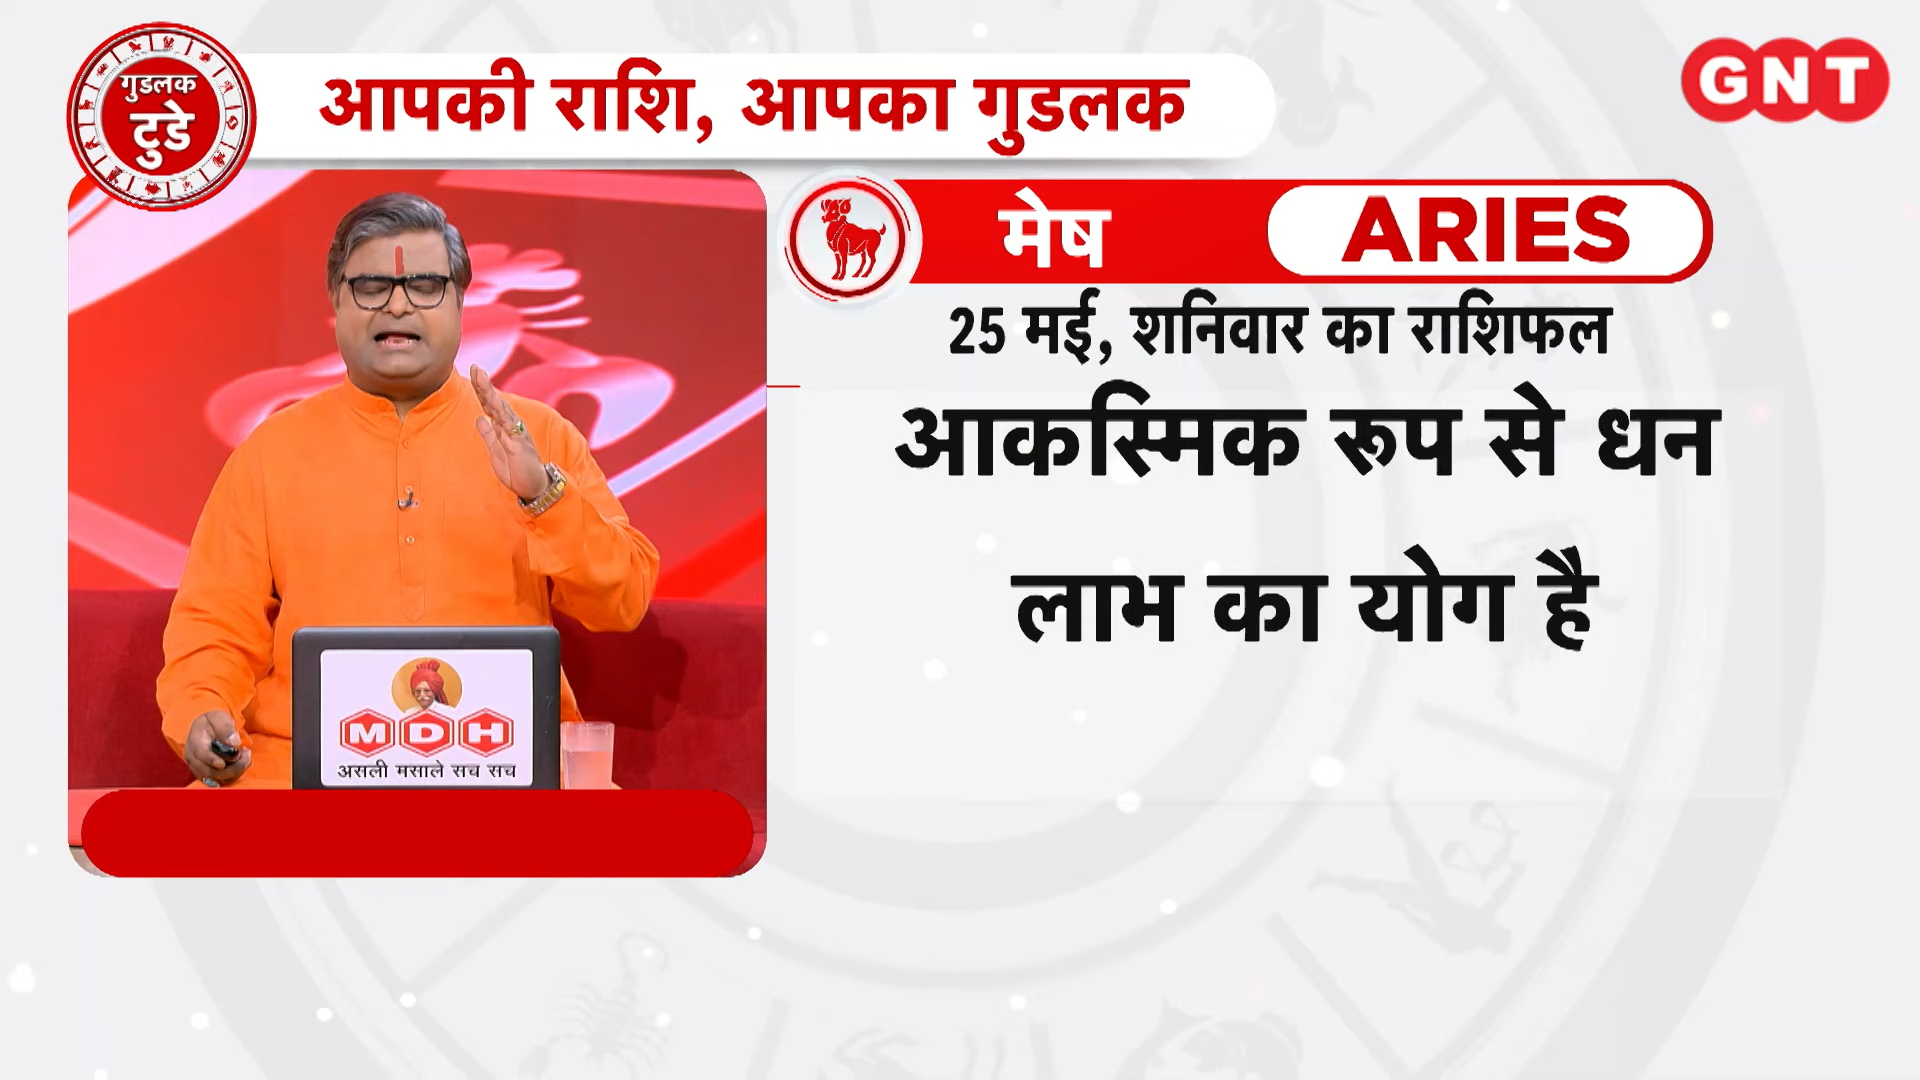 गुडलक
टुडे
आपकी राशि, आपका गुडलक
GNT
मेष
ARIES
25 मई, शनिवार का राशिफल
आकस्मिक रूप से धन
लाभ का योग है
MDH
असली मसाले सच सच